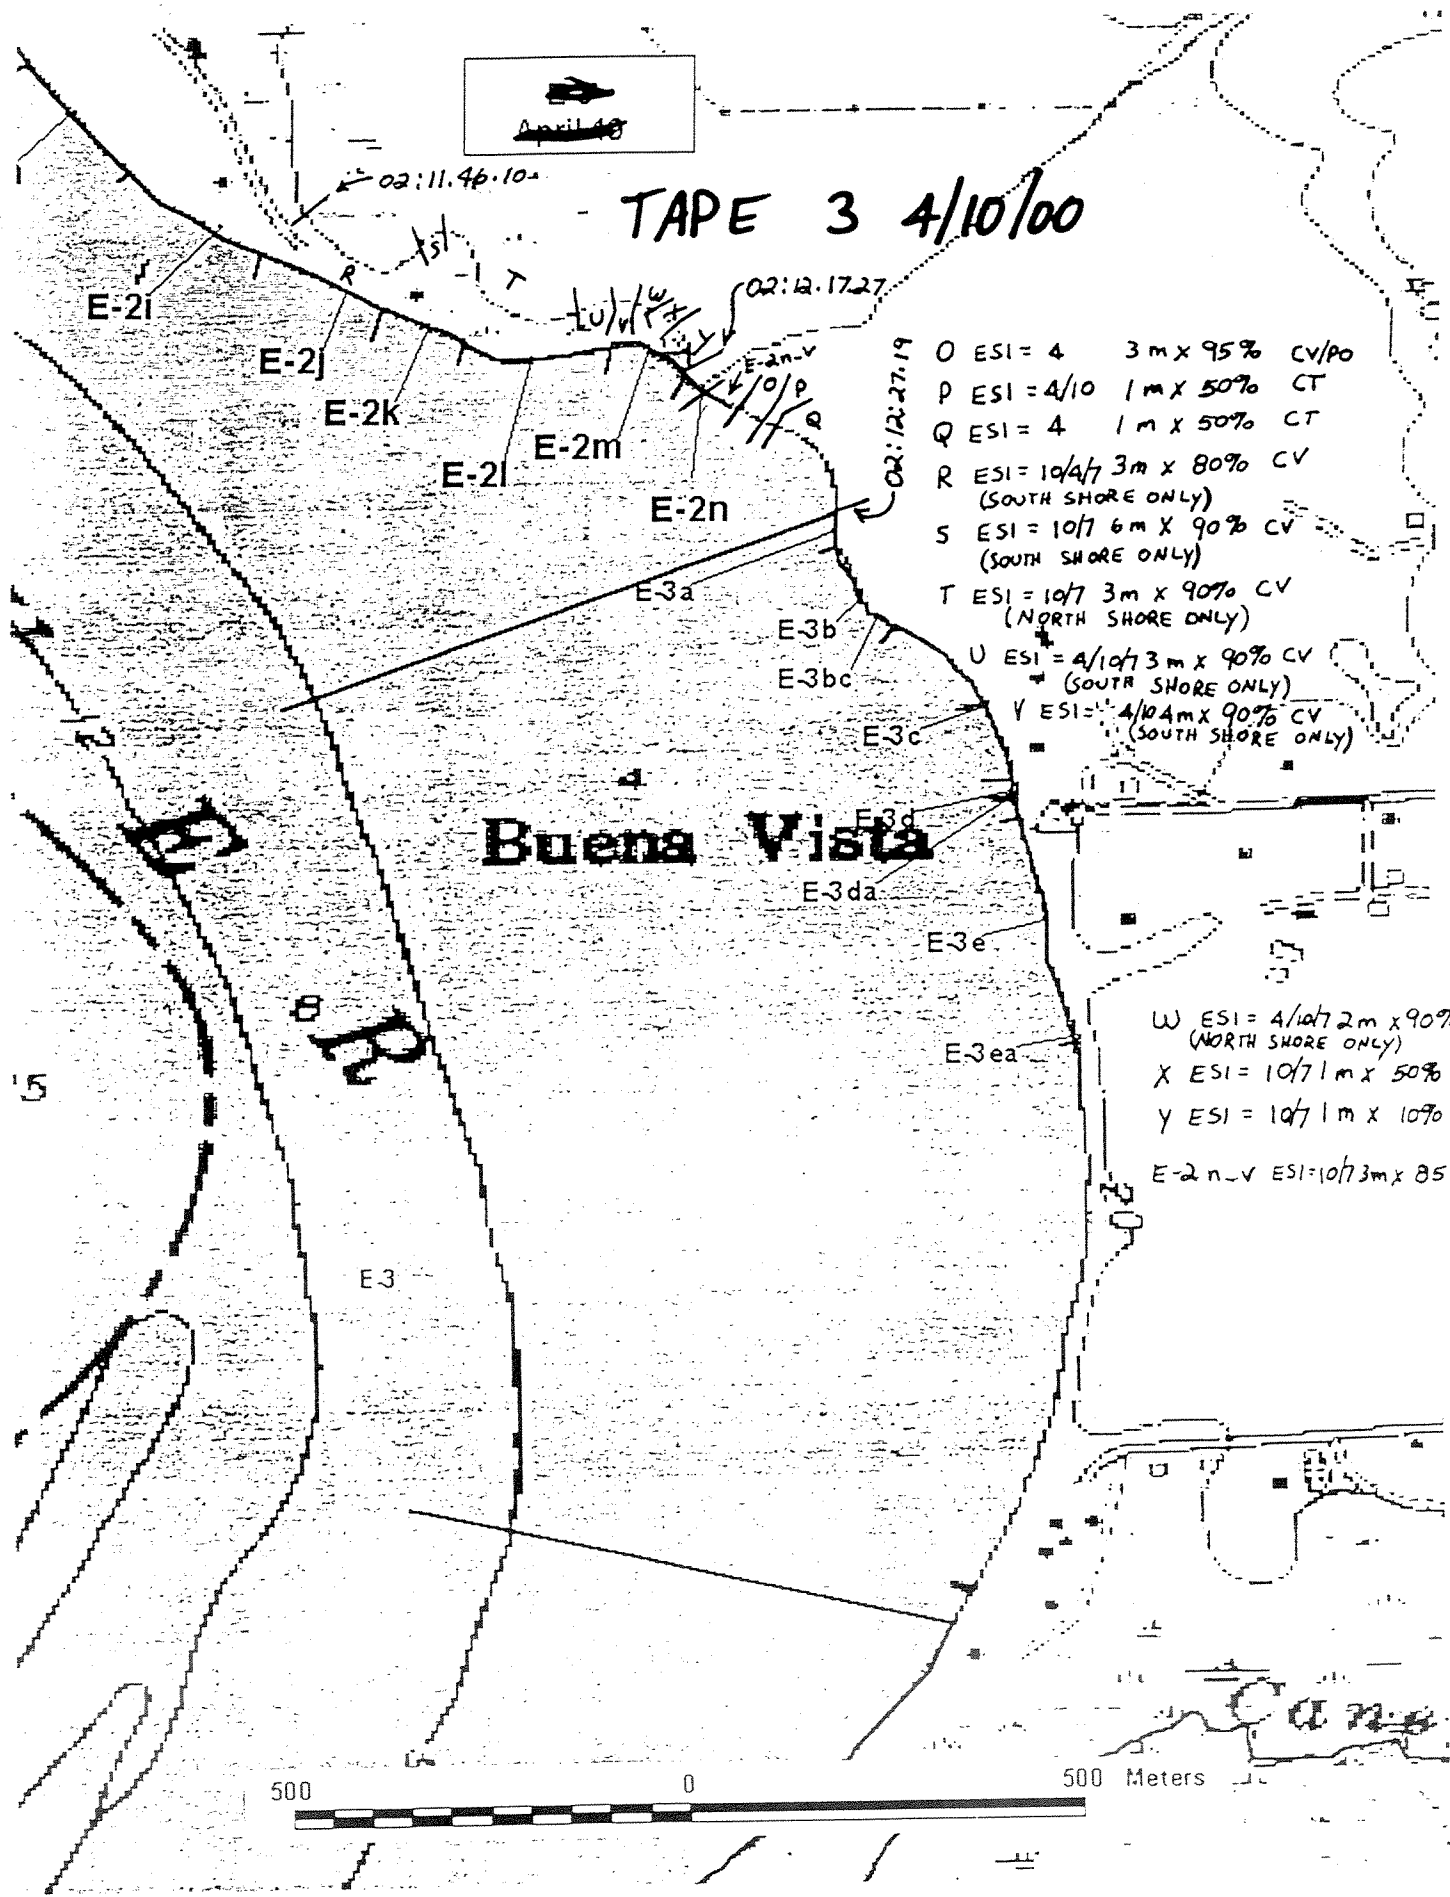 April 10
02:11.46.10
TAPE 3 4/10/00
S
R
T
E-2i
U
V
W
X
Y
02:12.17.27
E-2j
E-2n-V
O
P
Q
E-2k
E-2l
E-2m
E-2n
02:12:27.19
O ESI = 4 3m x 95% CV/PO
P ESI = 4/10 1m x 50% CT
Q ESI = 4 1m x 50% CT
R ESI = 10/4/7 3m x 80% CV
(SOUTH SHORE ONLY)
S ESI = 10/7 6m x 90% CV
(SOUTH SHORE ONLY)
T ESI = 10/7 3m x 90% CV
(NORTH SHORE ONLY)
U ESI = 4/10/7 3m x 90% CV
(SOUTH SHORE ONLY)
V ESI = 4/10 4m x 90% CV
(SOUTH SHORE ONLY)
E-3a
E-3b
E-3bc
E-3c
E-3d
Buena Vista
E-3da
E-3e
E
R
8
E-3ea
W ESI = 4/10/7 2m x 90%
(NORTH SHORE ONLY)
X ESI = 10/7 1m x 50%
Y ESI = 10/7 1m x 10%
E-2n-V ESI=10/7 3m x 85
'5
E-3
500 0 500 Meters